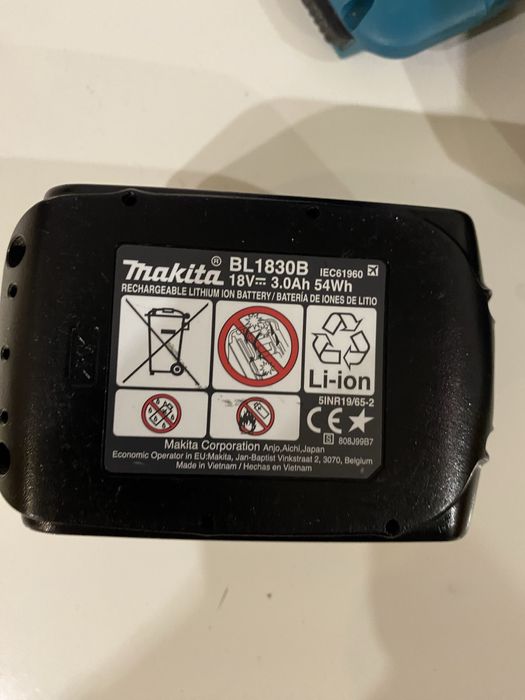 makita® BL1830B IEC61960
18V⎓ 3.0Ah 54Wh
RECHARGEABLE LITHIUM ION BATTERY/BATERÍA DE IONES DE LITIO
Li-ion
5INR19/65-2
CE
S 808J99B7
Makita Corporation Anjo,Aichi,Japan
Economic Operator in EU:Makita, Jan-Baptist Vinkstraat 2, 3070, Belgium
Made in Vietnam / Hechas en Vietnam